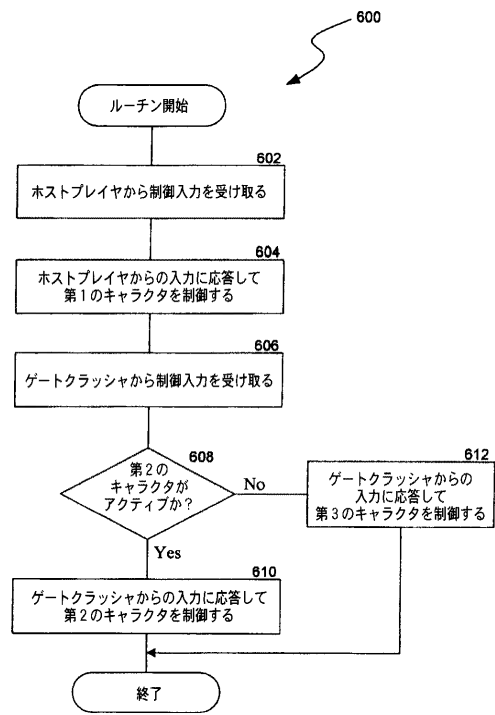 600
ルーチン開始
602
ホストプレイヤから制御入力を受け取る
604
ホストプレイヤからの入力に応答して
第1のキャラクタを制御する
606
ゲートクラッシャから制御入力を受け取る
608
第2の
キャラクタが
アクティブか?
No
612
ゲートクラッシャからの
入力に応答して
第3のキャラクタを制御する
Yes
610
ゲートクラッシャからの入力に応答して
第2のキャラクタを制御する
終了